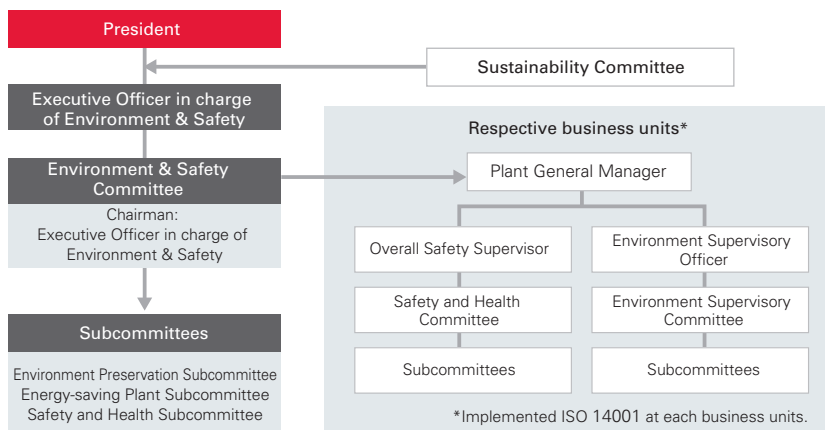 President
Sustainability Committee
Executive Officer in charge
of Environment & Safety
Environment & Safety
Committee
Chairman:
Executive Officer in charge of
Environment & Safety
Subcommittees
Environment Preservation Subcommittee
Energy-saving Plant Subcommittee
Safety and Health Subcommittee
Respective business units*
Plant General Manager
Overall Safety Supervisor
Safety and Health
Committee
Subcommittees
Environment Supervisory
Officer
Environment Supervisory
Committee
Subcommittees
*Implemented ISO 14001 at each business units.